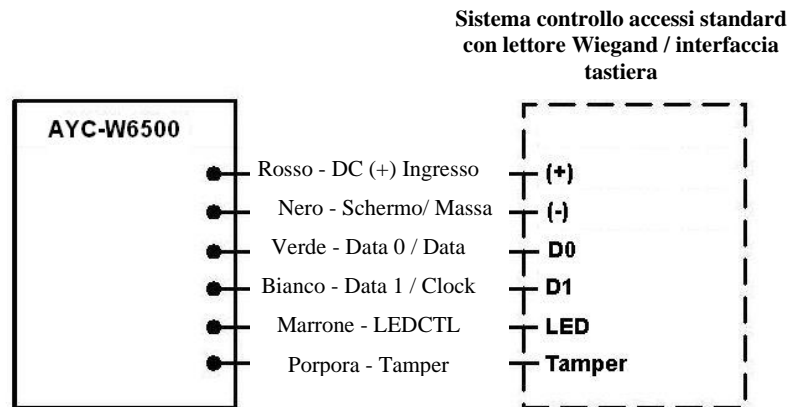 Sistema controllo accessi standard
con lettore Wiegand / interfaccia
tastiera
AYC-W6500
Rosso - DC (+) Ingresso
(+)
Nero - Schermo/ Massa
(-)
Verde - Data 0 / Data
D0
Bianco - Data 1 / Clock
D1
Marrone - LEDCTL
LED
Porpora - Tamper
Tamper